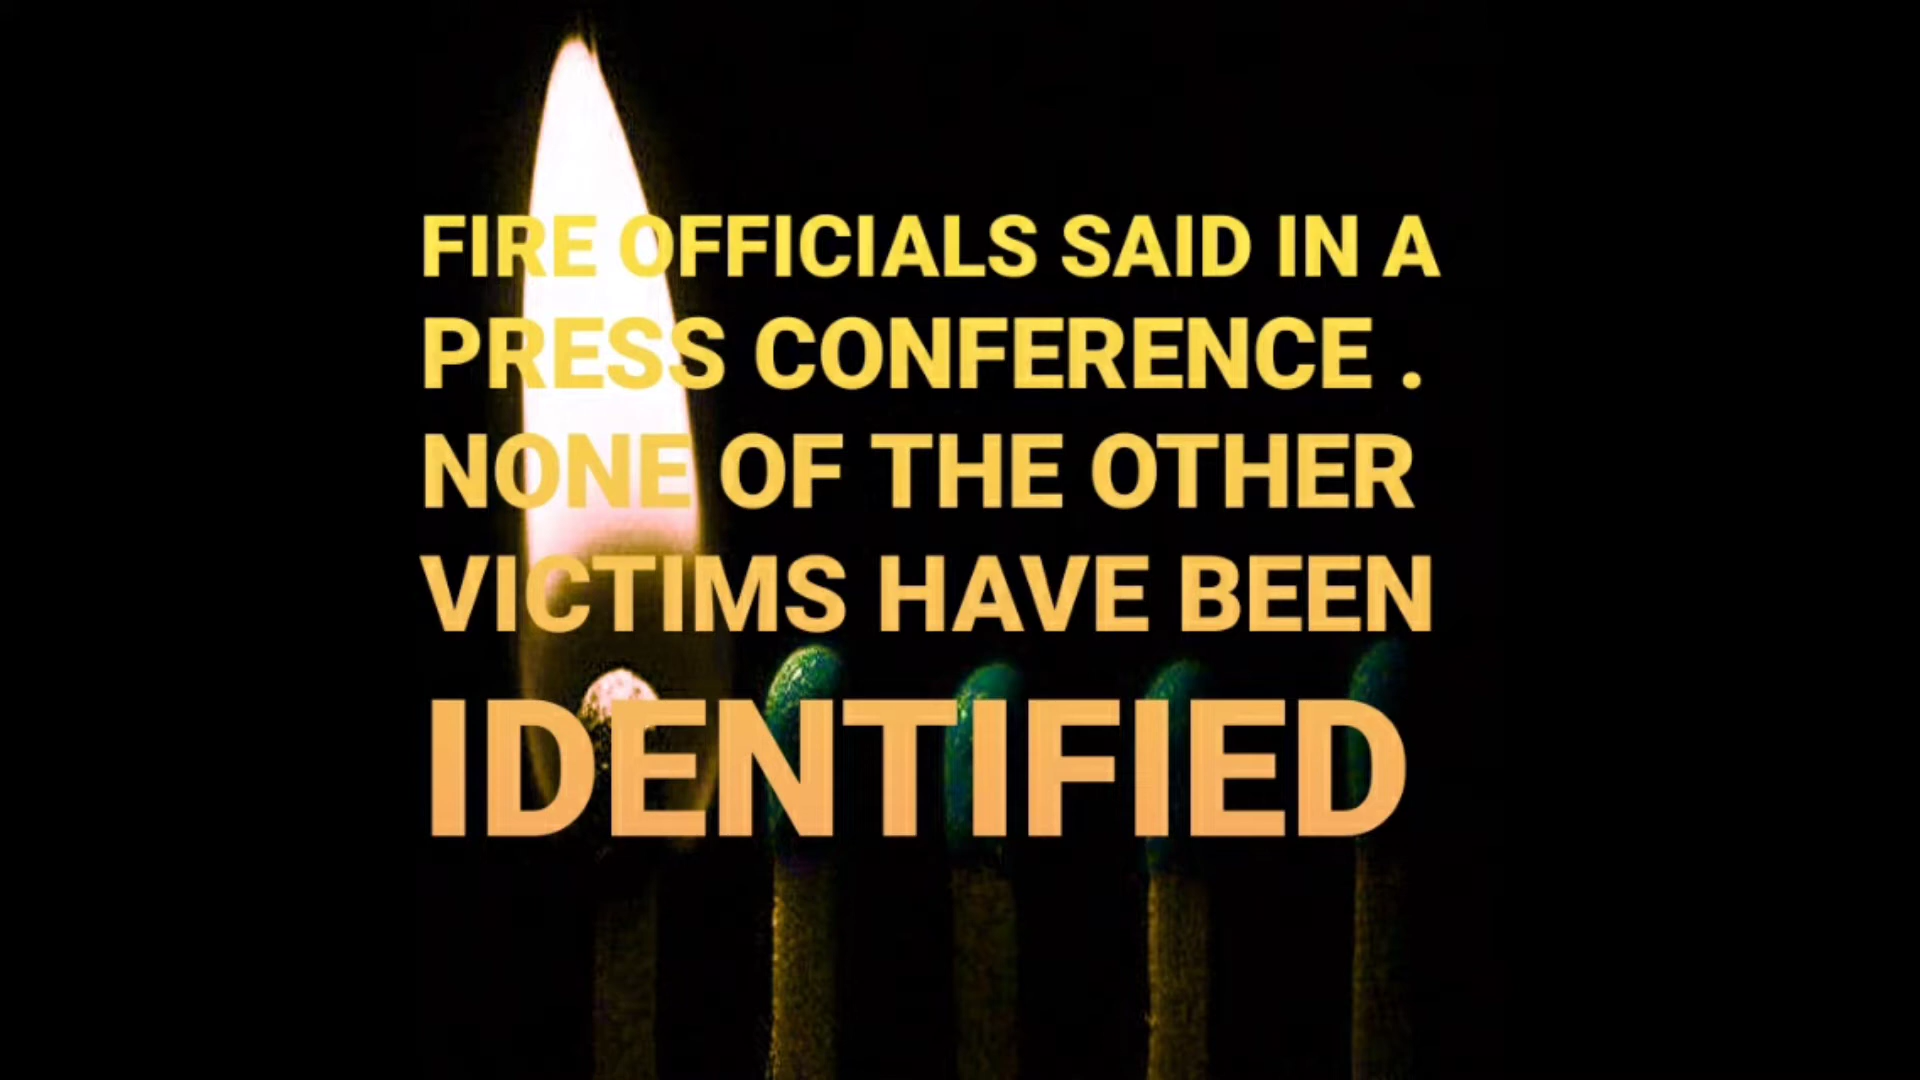 FIRE OFFICIALS SAID IN A
PRESS CONFERENCE .
NONE OF THE OTHER
VICTIMS HAVE BEEN
IDENTIFIED